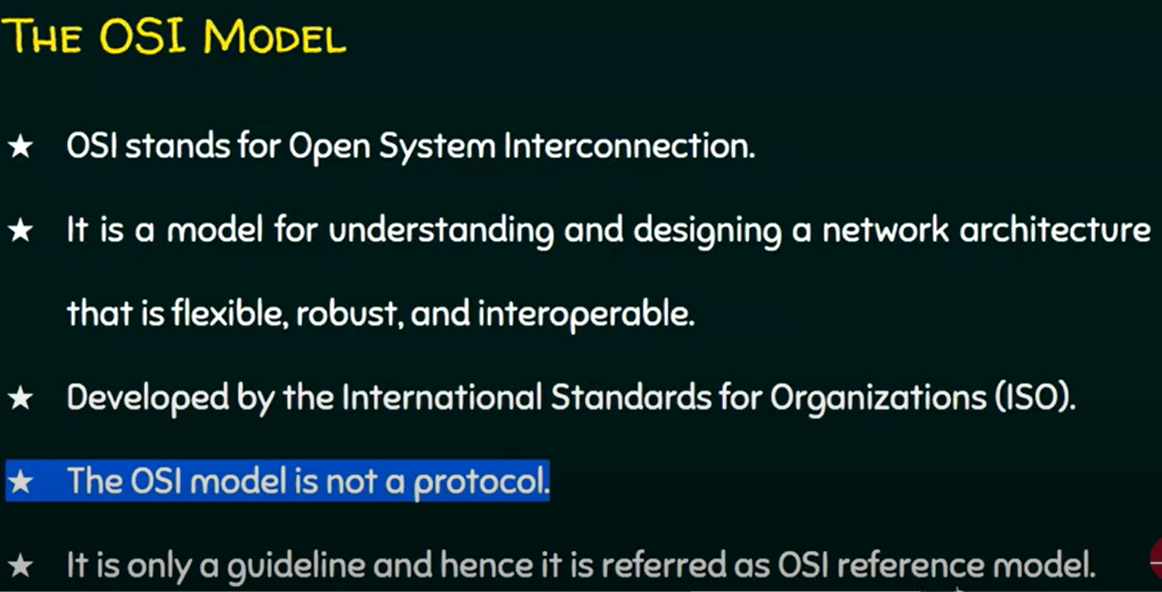 THE OSI MODEL
★ OSI stands for Open System Interconnection.
★ It is a model for understanding and designing a network architecture
that is flexible, robust, and interoperable.
★ Developed by the International Standards for Organizations (ISO).
★ The OSI model is not a protocol.
★ It is only a guideline and hence it is referred as OSI reference model.